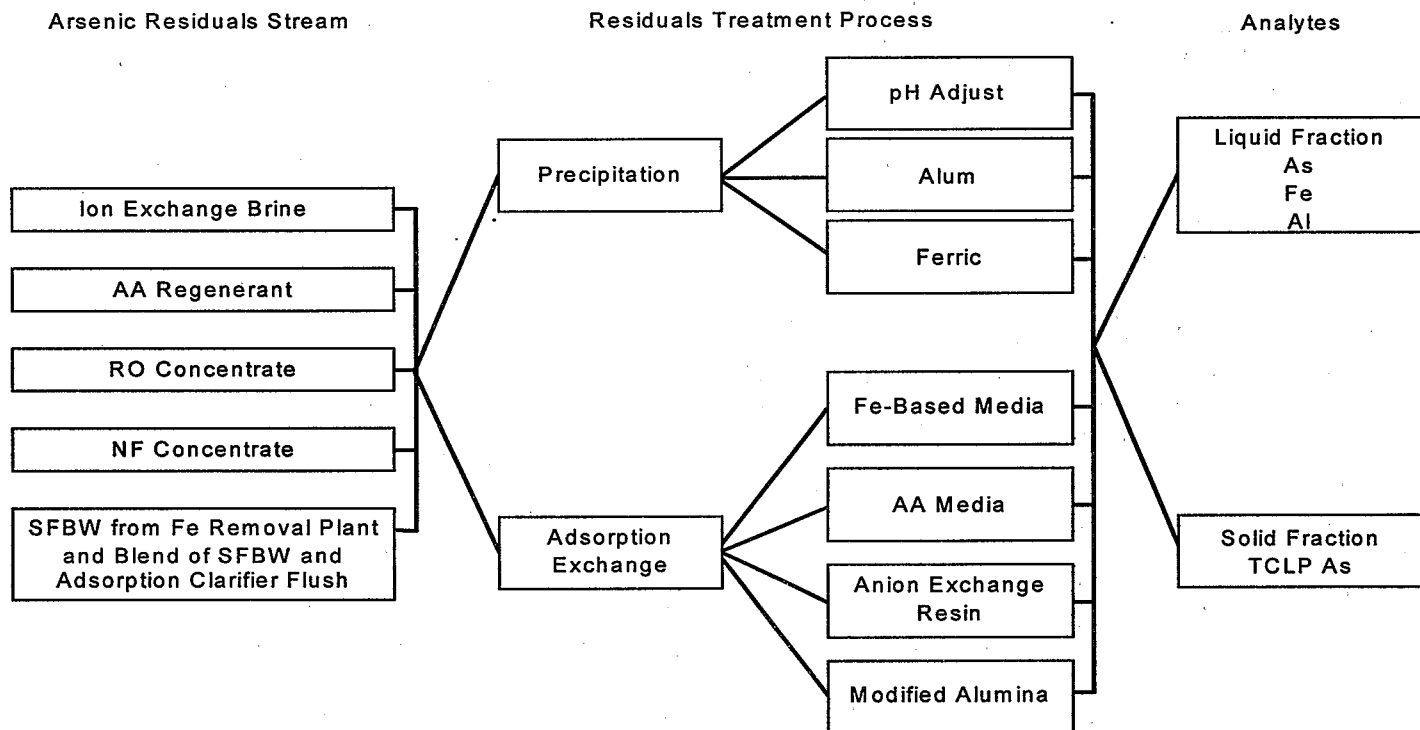 Arsenic Residuals Stream
Residuals Treatment Process
Analytes
Ion Exchange Brine
AA Regenerant
RO Concentrate
NF Concentrate
SFBW from Fe Removal Plant
and Blend of SFBW and
Adsorption Clarifier Flush
Precipitation
Adsorption
Exchange
pH Adjust
Alum
Ferric
Fe-Based Media
AA Media
Anion Exchange
Resin
Modified Alumina
Liquid Fraction
As
Fe
Al
Solid Fraction
TCLP As